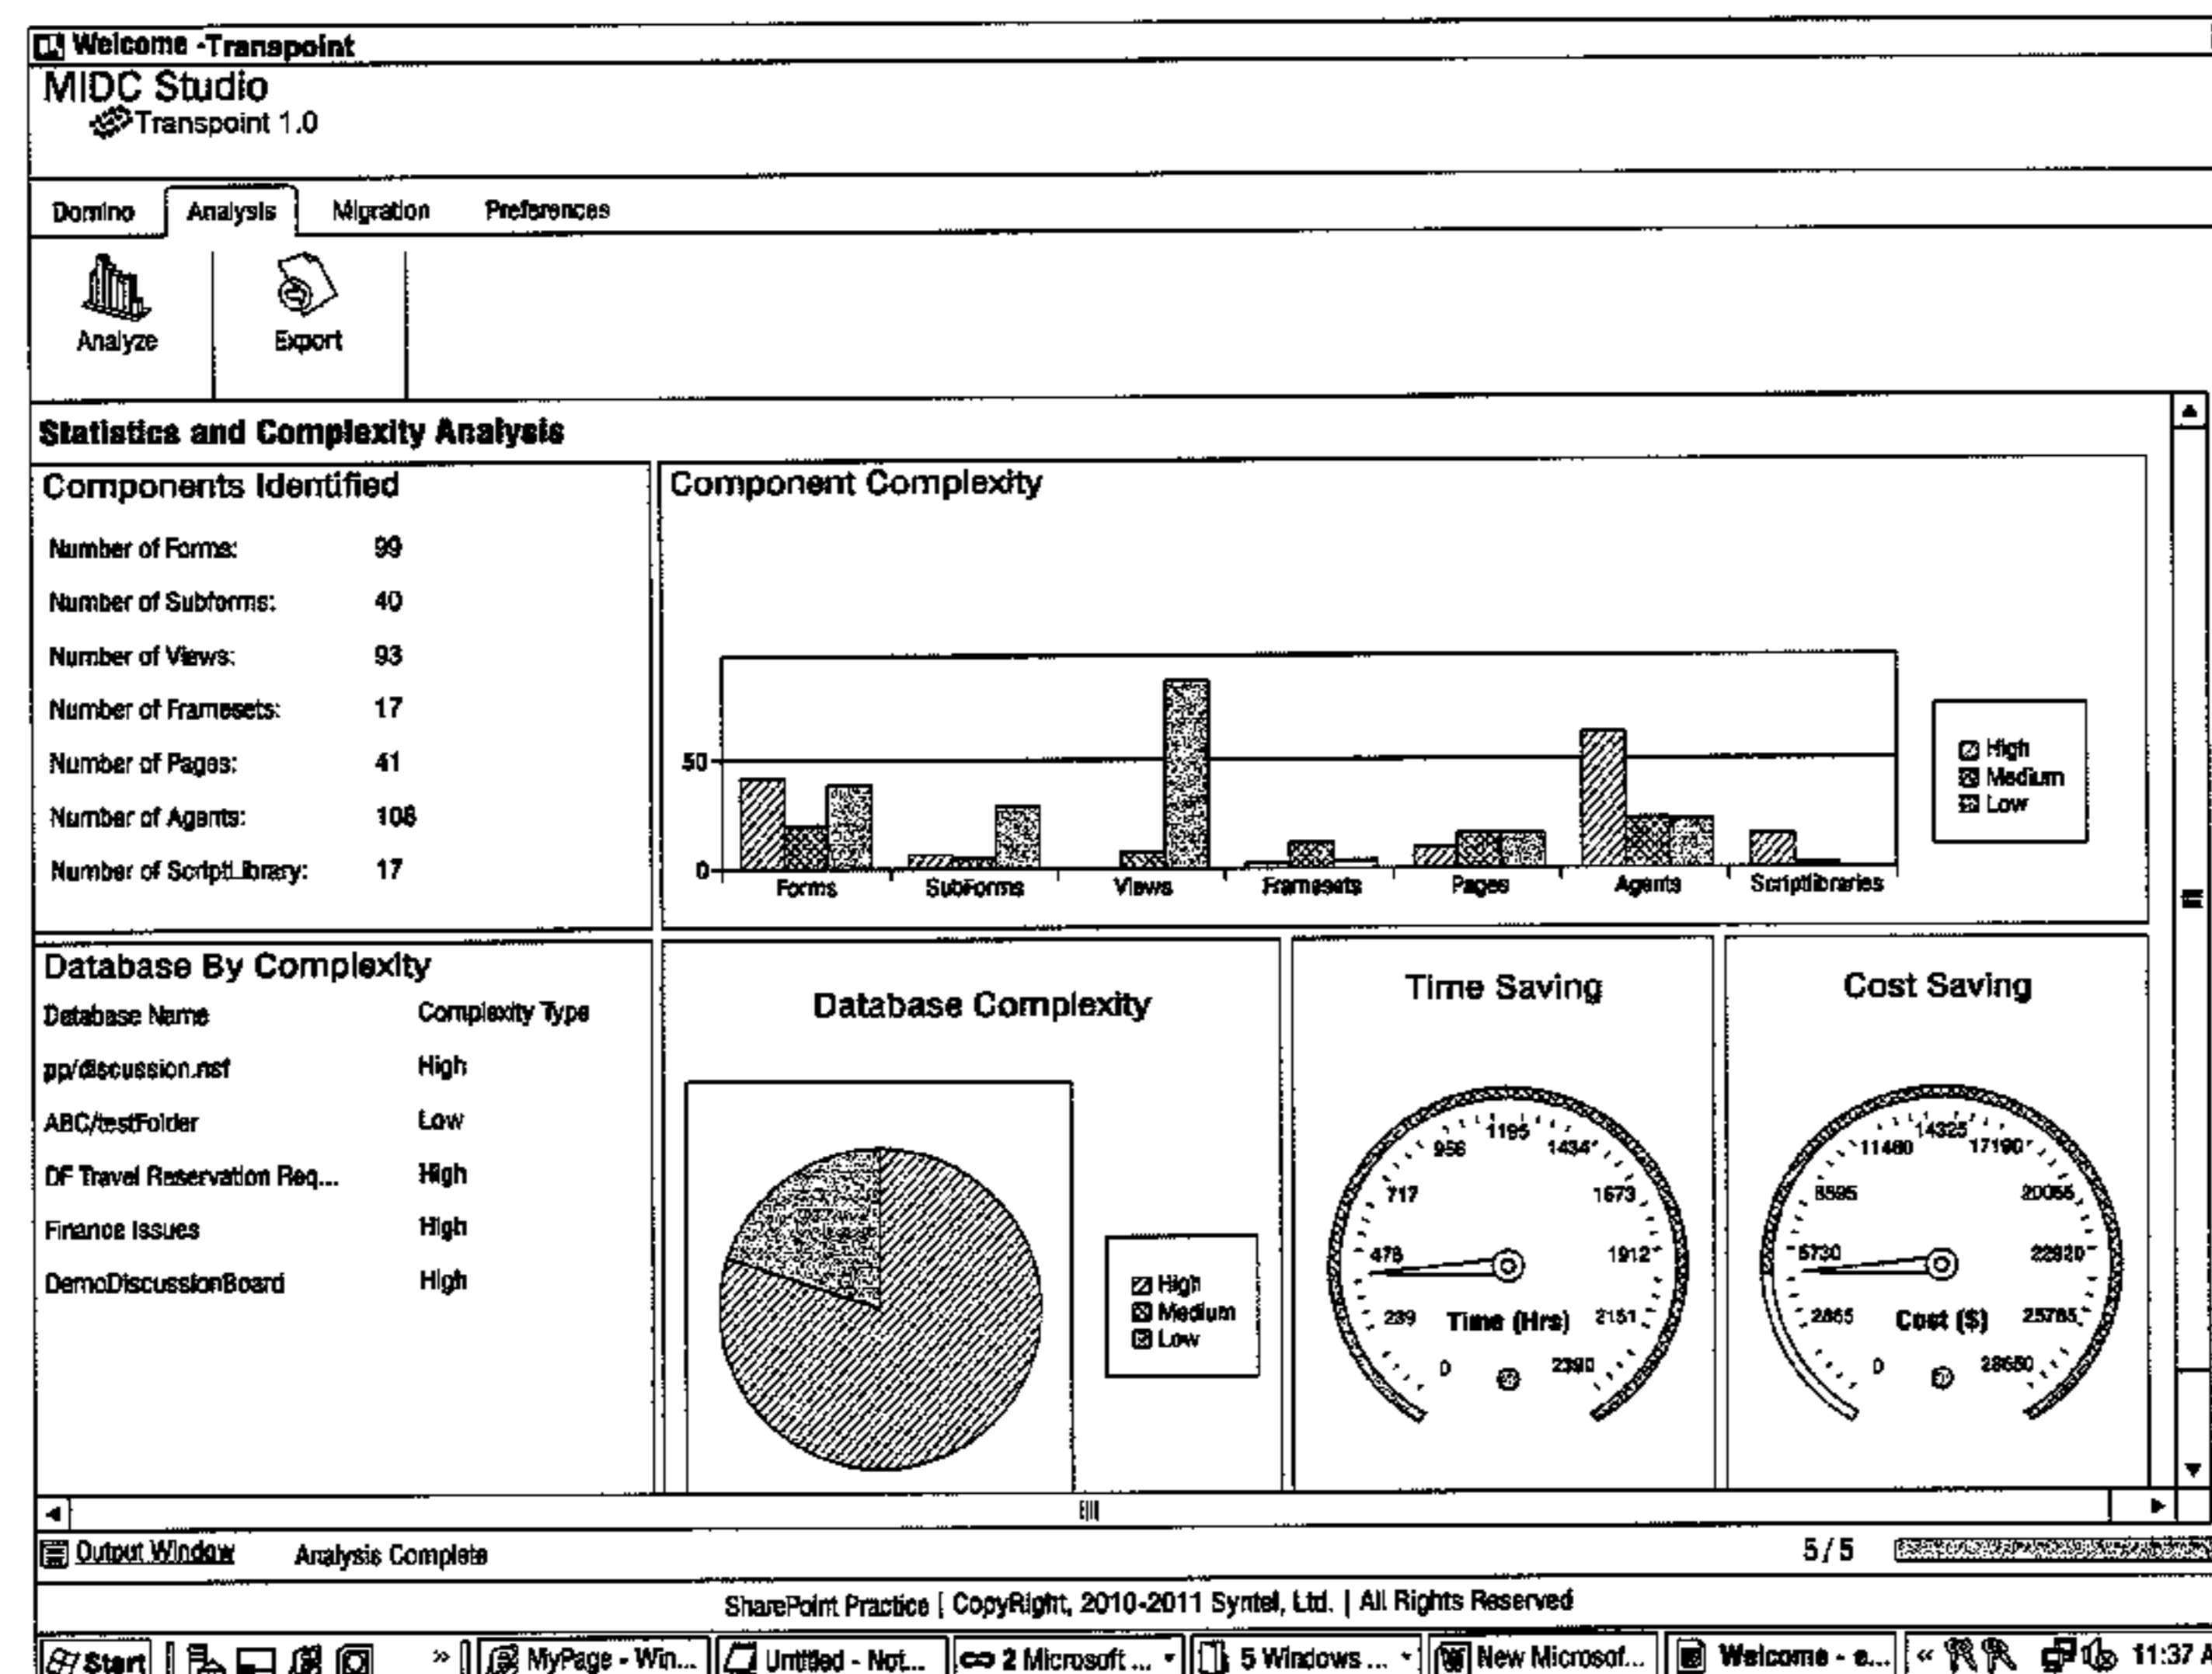 Welcome -Transpoint
MIDC Studio
Transpoint 1.0
Domino Analysis Migration Preferences
Analyze Export
Statistics and Complexity Analysis
Components Identified
Number of Forms: 99
Number of Subforms: 40
Number of Views: 93
Number of Framesets: 17
Number of Pages: 41
Number of Agents: 108
Number of ScriptLibrary: 17
Component Complexity
50
0
Forms SubForms Views Framesets Pages Agents Scriptlibraries
High
Medium
Low
Database By Complexity
Database Name Complexity Type
pp/discussion.nsf High
ABC/testFolder Low
DF Travel Reservation Req... High
Finance Issues High
DemoDiscussionBoard High
Database Complexity
High
Medium
Low
Time Saving
0 239 478 717 956 1195 1434 1673 1912 2151 2390
Time (Hrs)
Cost Saving
0 2865 5730 8595 11460 14325 17190 20055 22920 25785 28650
Cost ($)
Output Window Analysis Complete 5 / 5
SharePoint Practice | CopyRight, 2010-2011 Syntel, Ltd. | All Rights Reserved
Start » MyPage - Win... Untitled - Not... 2 Microsoft ... 5 Windows ... New Microsof... Welcome - e... « 11:37 A